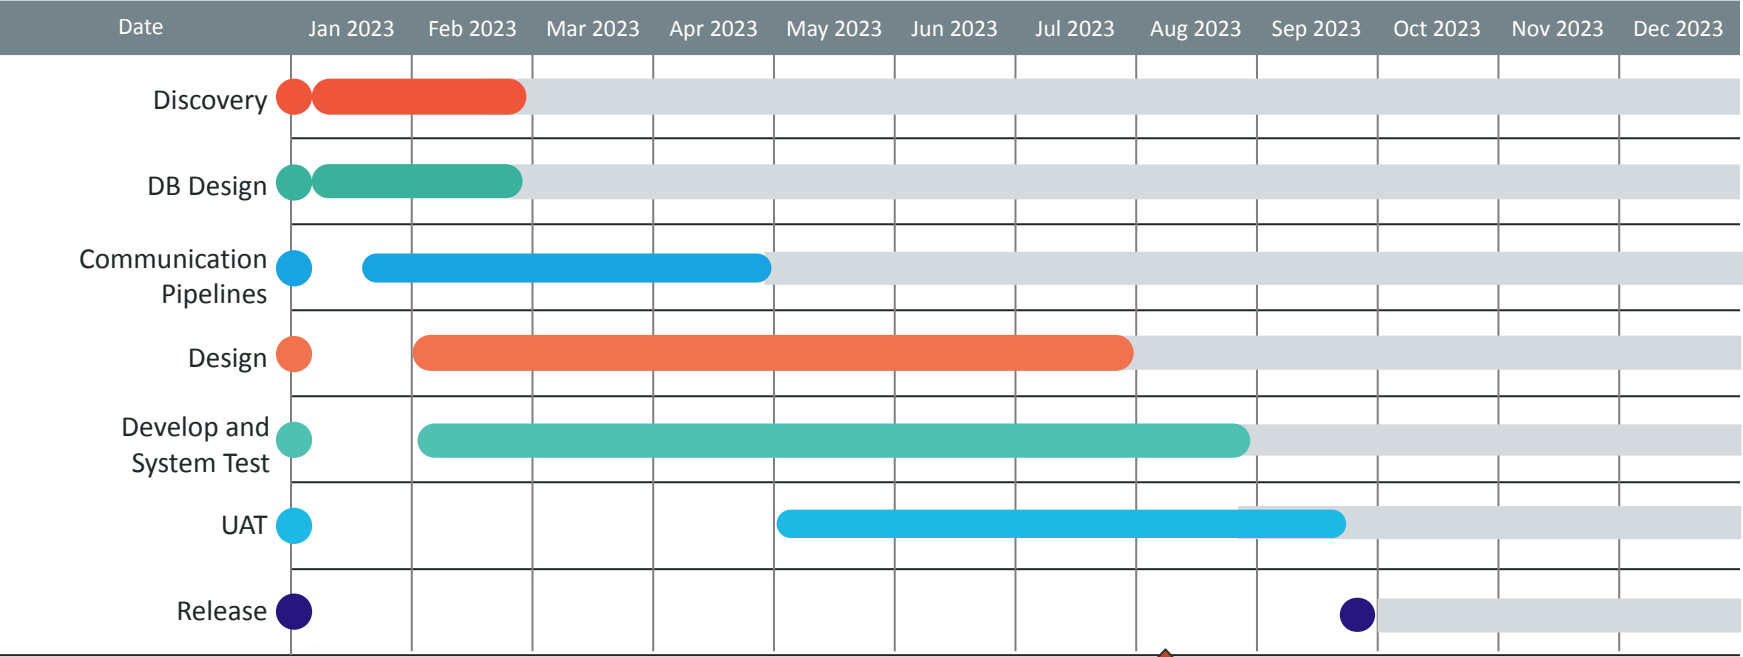 Date Jan 2023 Feb 2023 Mar 2023 Apr 2023 May 2023 Jun 2023 Jul 2023 Aug 2023 Sep 2023 Oct 2023 Nov 2023 Dec 2023
Discovery
DB Design
Communication
Pipelines
Design
Develop and
System Test
UAT
Release